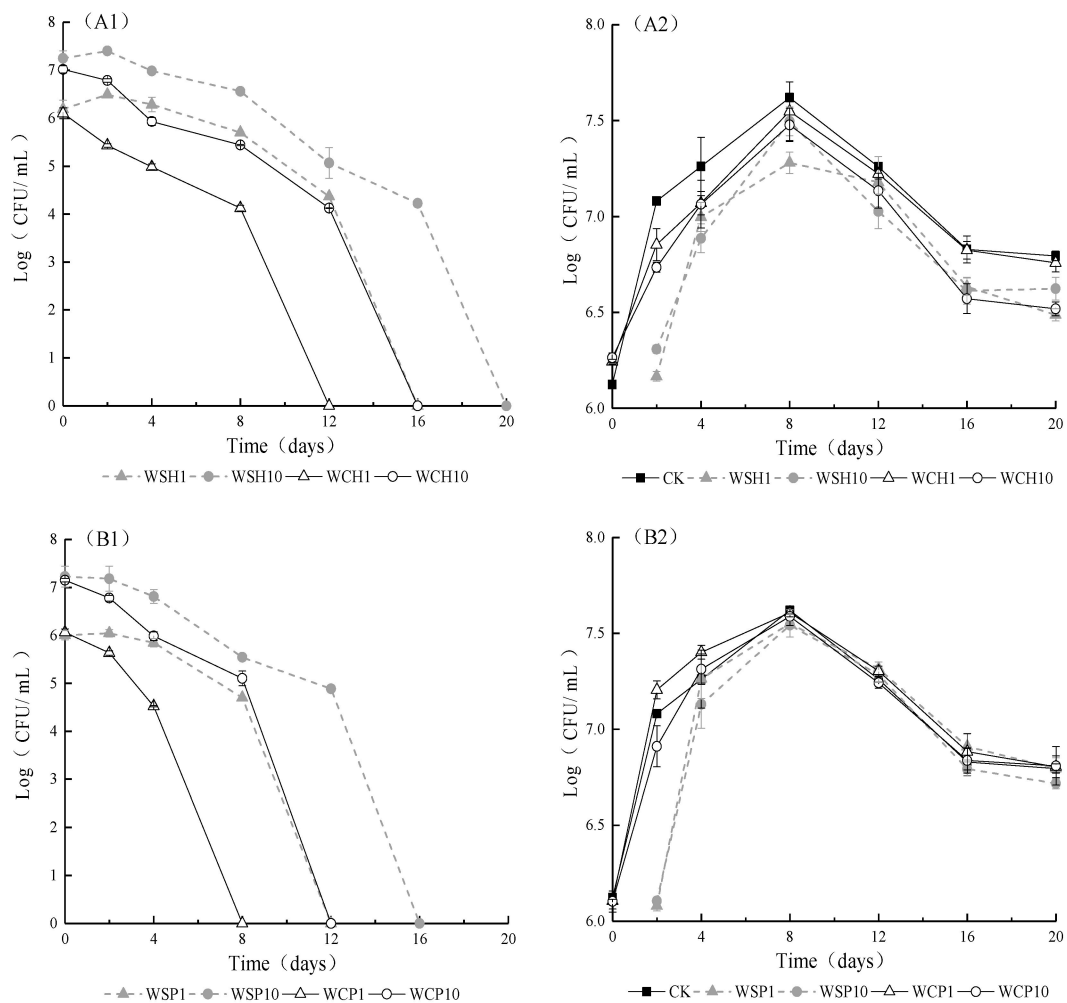 (A1)
8
7
6
5
4
3
2
1
0
Log ( CFU/ mL )
0 4 8 12 16 20
Time (days)
WSH1 WSH10 WCH1 WCH10
(A2)
8.0
7.5
7.0
6.5
6.0
Log ( CFU/ mL )
0 4 8 12 16 20
Time (days)
CK WSH1 WSH10 WCH1 WCH10
(B1)
8
7
6
5
4
3
2
1
0
Log ( CFU/ mL )
0 4 8 12 16 20
Time (days)
WSP1 WSP10 WCP1 WCP10
(B2)
8.0
7.5
7.0
6.5
6.0
Log ( CFU/ mL )
0 4 8 12 16 20
Time (days)
CK WSP1 WSP10 WCP1 WCP10